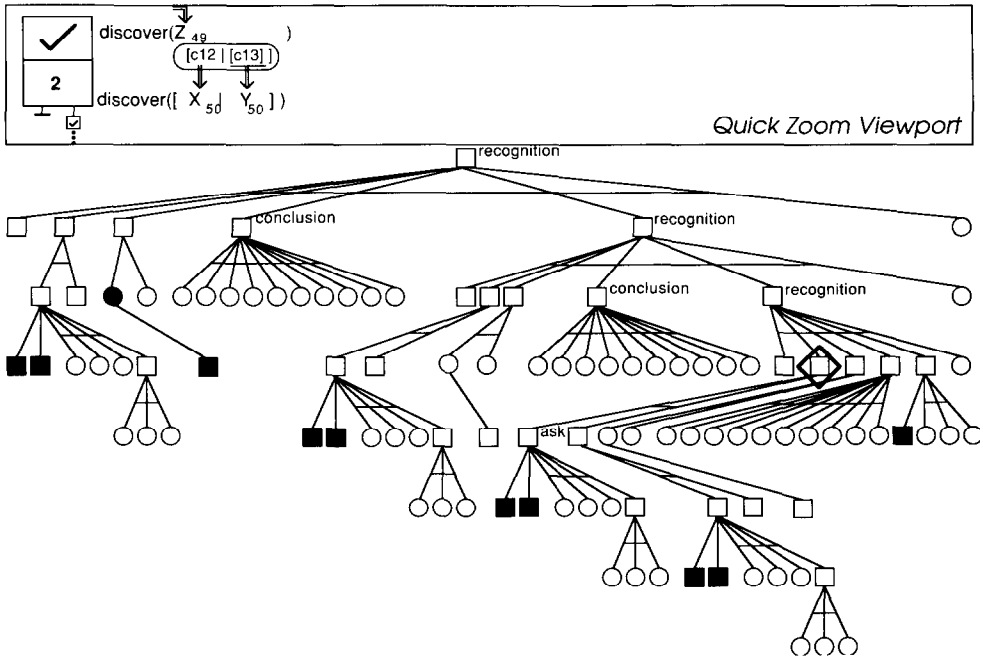 discover(Z 49 )
[c12 | [c13] ]
2
discover([ X 50 | Y 50 ] )
Quick Zoom Viewport
recognition
conclusion
recognition
conclusion
recognition
ask